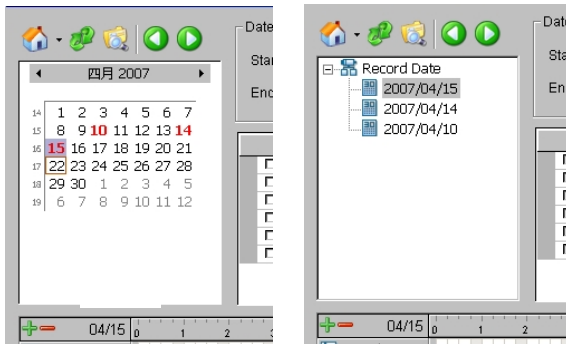 Date
四月 2007
14 1 2 3 4 5 6 7
15 8 9 10 11 12 13 14
16 15 16 17 18 19 20 21
17 22 23 24 25 26 27 28
18 29 30 1 2 3 4 5
19 6 7 8 9 10 11 12
04/15 0 1 2
Record Date
2007/04/15
2007/04/14
2007/04/10
04/15 0 1 2